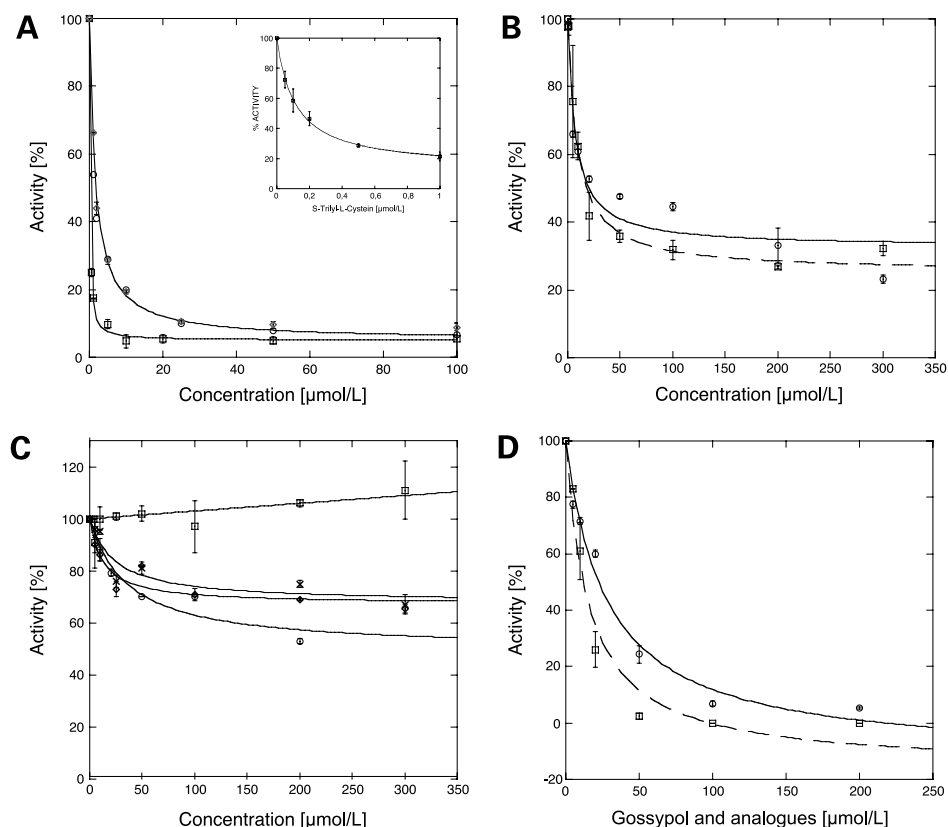 A
100
80
60
40
20
0
Activity [%]
0 20 40 60 80 100
Concentration [µmol/L]
100
80
60
40
20
0
% ACTIVITY
0 0,2 0,4 0,6 0,8 1
S-Trityl-L-Cystein [µmol/L]
B
100
80
60
40
20
0
Activity [%]
0 50 100 150 200 250 300 350
Concentration [µmol/L]
C
120
100
80
60
40
20
0
Activity [%]
0 50 100 150 200 250 300 350
Concentration [µmol/L]
D
100
80
60
40
20
0
-20
Activity [%]
0 50 100 150 200 250
Gossypol and analogues [µmol/L]